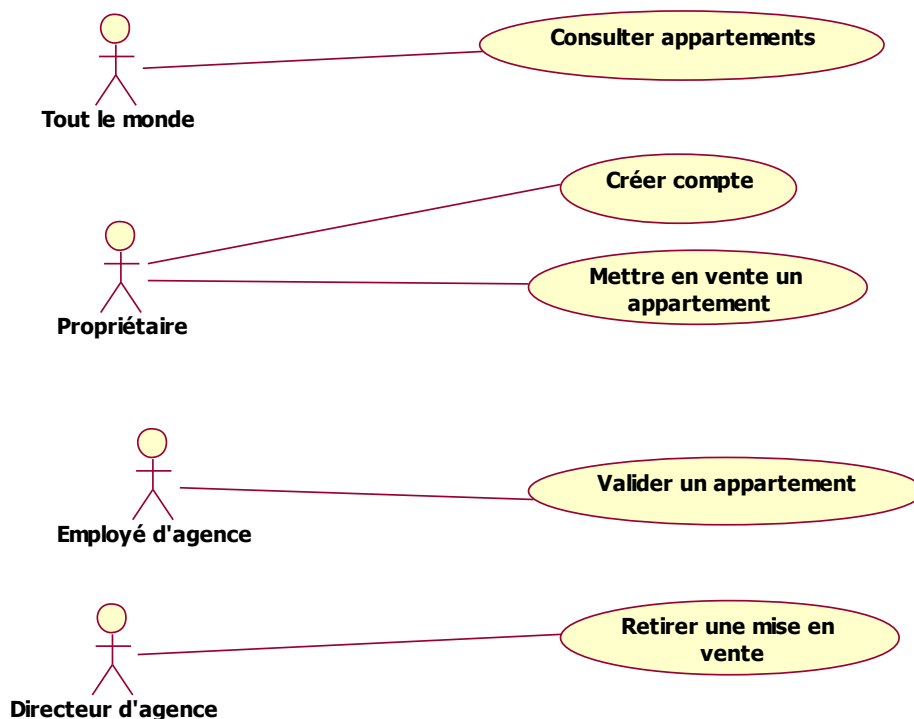 Consulter appartements
Tout le monde
Créer compte
Mettre en vente un
appartement
Propriétaire
Valider un appartement
Employé d'agence
Retirer une mise en
vente
Directeur d'agence